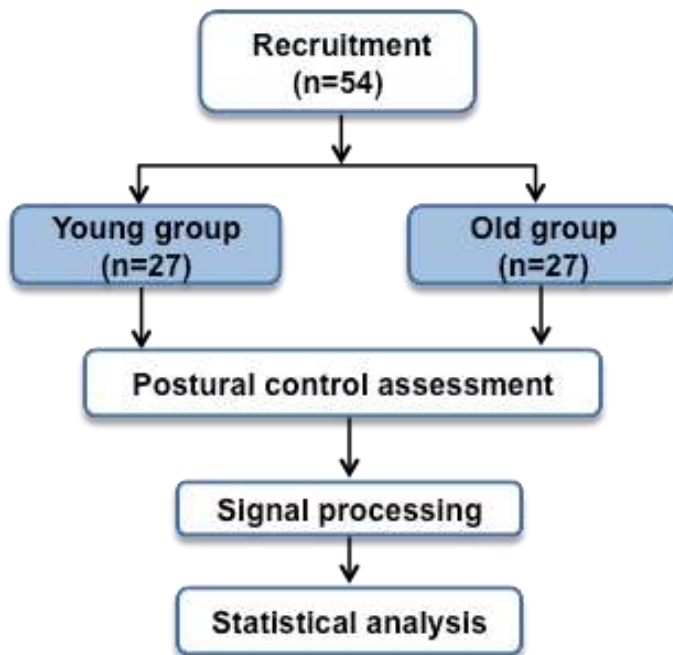 Recruitment
(n=54)
Young group
(n=27)
Old group
(n=27)
Postural control assessment
Signal processing
Statistical analysis